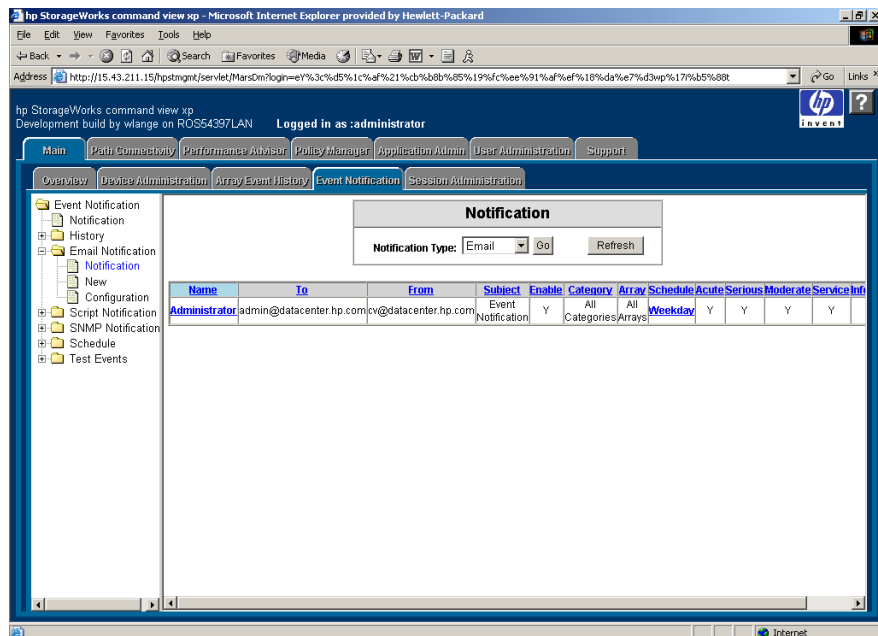 hp StorageWorks command view xp - Microsoft Internet Explorer provided by Hewlett-Packard
File Edit View Favorites Tools Help
Back Search Favorites Media
Address http://15.43.211.15/hpstmgmt/servlet/MarsDm?login=eY%3c%d5%1c%af%21%cb%b8b%85%19%fc%ee%91%af%ef%18%da%e7%d3wp%17i%b5%88t Go Links
hp StorageWorks command view xp
Development build by wlange on ROS54397LAN Logged in as :administrator
hp invent ?
Main Path Connectivity Performance Advisor Policy Manager Application Admin User Administration Support
Overview Device Administration Array Event History Event Notification Session Administration
Event Notification
Notification
History
Email Notification
Notification
New
Configuration
Script Notification
SNMP Notification
Schedule
Test Events
Notification
Notification Type: Email Go Refresh
Name To From Subject Enable Category Array Schedule Acute Serious Moderate Service
Administrator admin@datacenter.hp.com cv@datacenter.hp.com Event Notification Y All Categories All Arrays Weekday Y Y Y Y
Internet